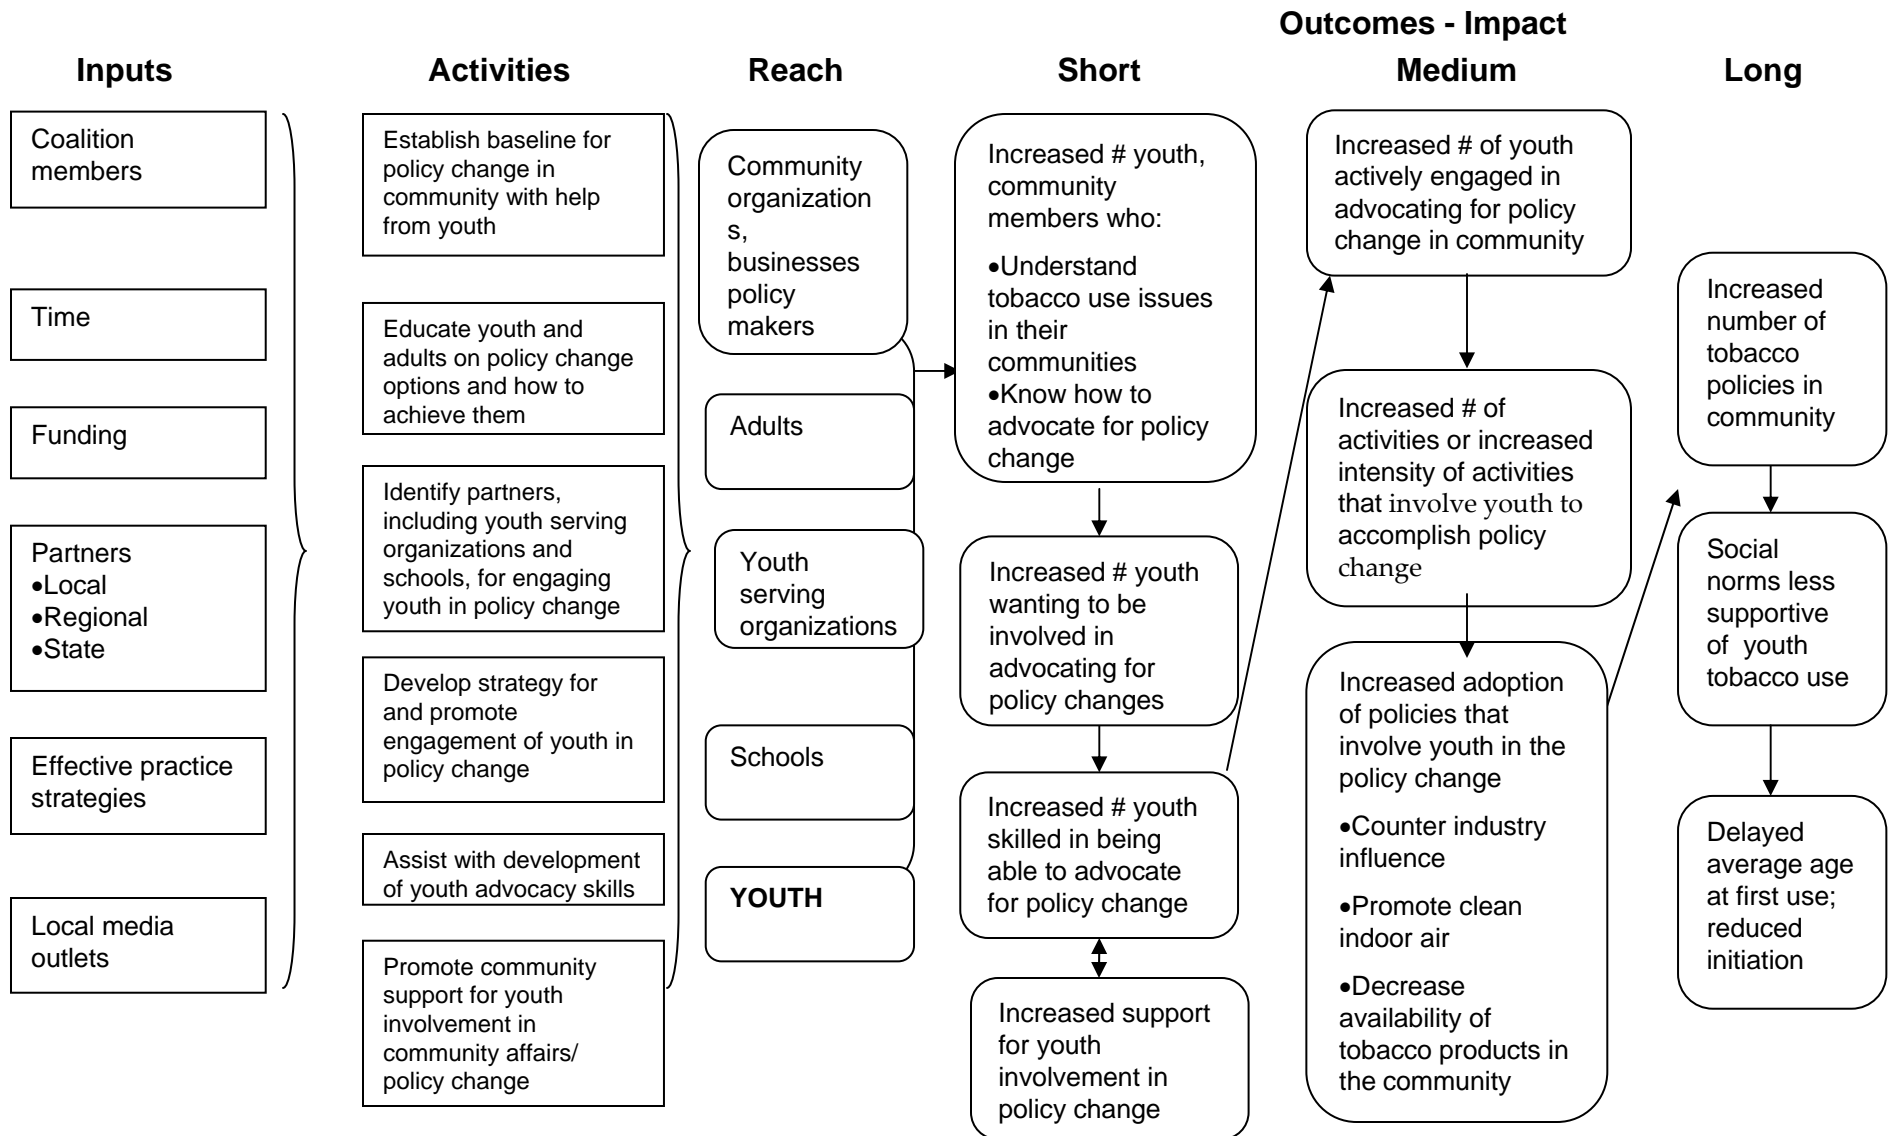 Outcomes - Impact
Inputs
Activities
Reach
Short
Medium
Long
Coalition
members
Time
Funding
Partners
•Local
•Regional
•State
Effective practice
strategies
Local media
outlets
Establish baseline for
policy change in
community with help
from youth
Educate youth and
adults on policy change
options and how to
achieve them
Identify partners,
including youth serving
organizations and
schools, for engaging
youth in policy change
Develop strategy for
and promote
engagement of youth in
policy change
Assist with development
of youth advocacy skills
Promote community
support for youth
involvement in
community affairs/
policy change
Community
organization
s,
businesses
policy
makers
Adults
Youth
serving
organizations
Schools
YOUTH
Increased # youth,
community
members who:
•Understand
tobacco use issues
in their
communities
•Know how to
advocate for policy
change
Increased # youth
wanting to be
involved in
advocating for
policy changes
Increased # youth
skilled in being
able to advocate
for policy change
Increased support
for youth
involvement in
policy change
Increased # of youth
actively engaged in
advocating for policy
change in community
Increased # of
activities or increased
intensity of activities
that involve youth to
accomplish policy
change
Increased adoption
of policies that
involve youth in the
policy change
•Counter industry
influence
•Promote clean
indoor air
•Decrease
availability of
tobacco products in
the community
Increased
number of
tobacco
policies in
community
Social
norms less
supportive
of youth
tobacco use
Delayed
average age
at first use;
reduced
initiation